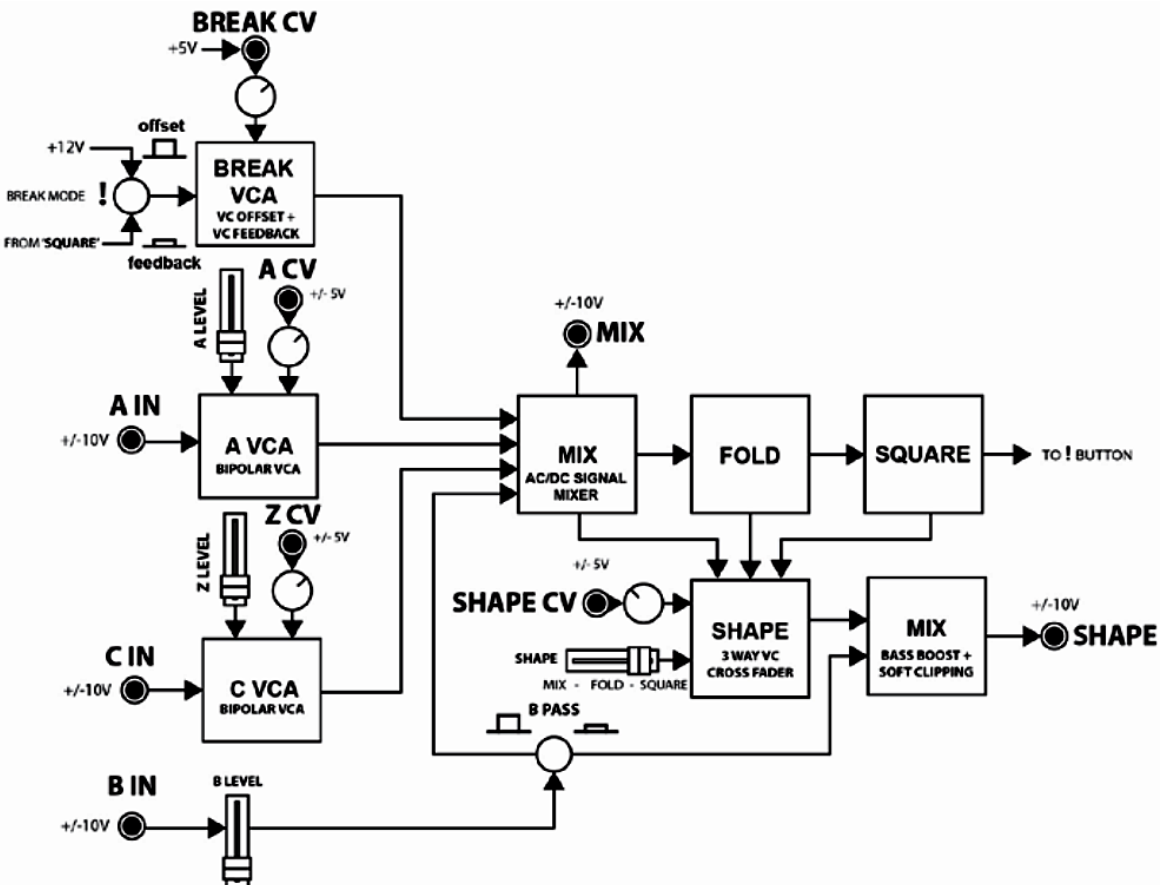 BREAK CV
+5V
offset
+12V
BREAK MODE !
FROM 'SQUARE'
feedback
BREAK
VCA
VC OFFSET +
VC FEEDBACK
A LEVEL
A CV
+/- 5V
A IN
+/-10V
A VCA
BIPOLAR VCA
+/-10V
MIX
MIX
AC/DC SIGNAL
MIXER
FOLD
SQUARE
TO ! BUTTON
Z LEVEL
Z CV
+/- 5V
C IN
+/-10V
C VCA
BIPOLAR VCA
+/- 5V
SHAPE CV
SHAPE
MIX - FOLD - SQUARE
SHAPE
3 WAY VC
CROSS FADER
MIX
BASS BOOST +
SOFT CLIPPING
+/-10V
SHAPE
B PASS
B IN
+/-10V
B LEVEL